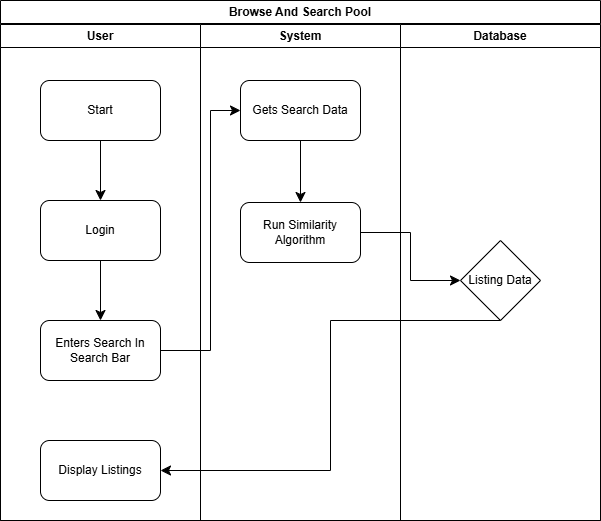 Browse And Search Pool
User
System
Database
Start
Login
Enters Search In
Search Bar
Display Listings
Gets Search Data
Run Similarity
Algorithm
Listing Data